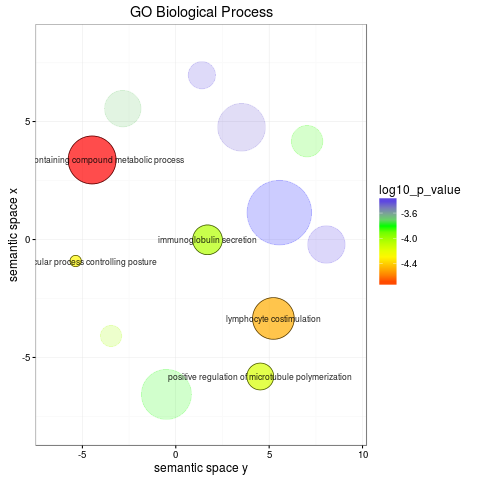 GO Biological Process
5
0
-5
semantic space x
ontaining compound metabolic process
immunoglobulin secretion
cular process controlling posture
lymphocyte costimulation
positive regulation of microtubule polymerization
-5
0
5
10
semantic space y
log10_p_value
-3.6
-4.0
-4.4